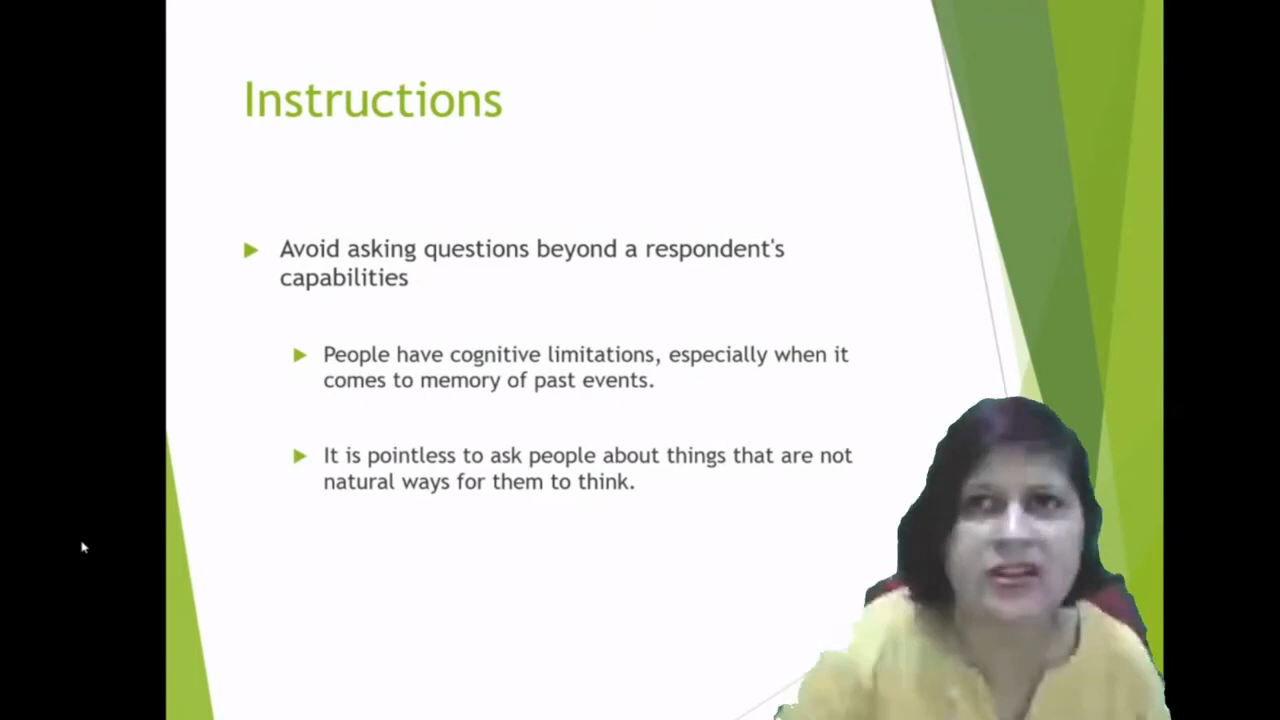 Instructions
Avoid asking questions beyond a respondent's
capabilities
People have cognitive limitations, especially when it
comes to memory of past events.
It is pointless to ask people about things that are not
natural ways for them to think.